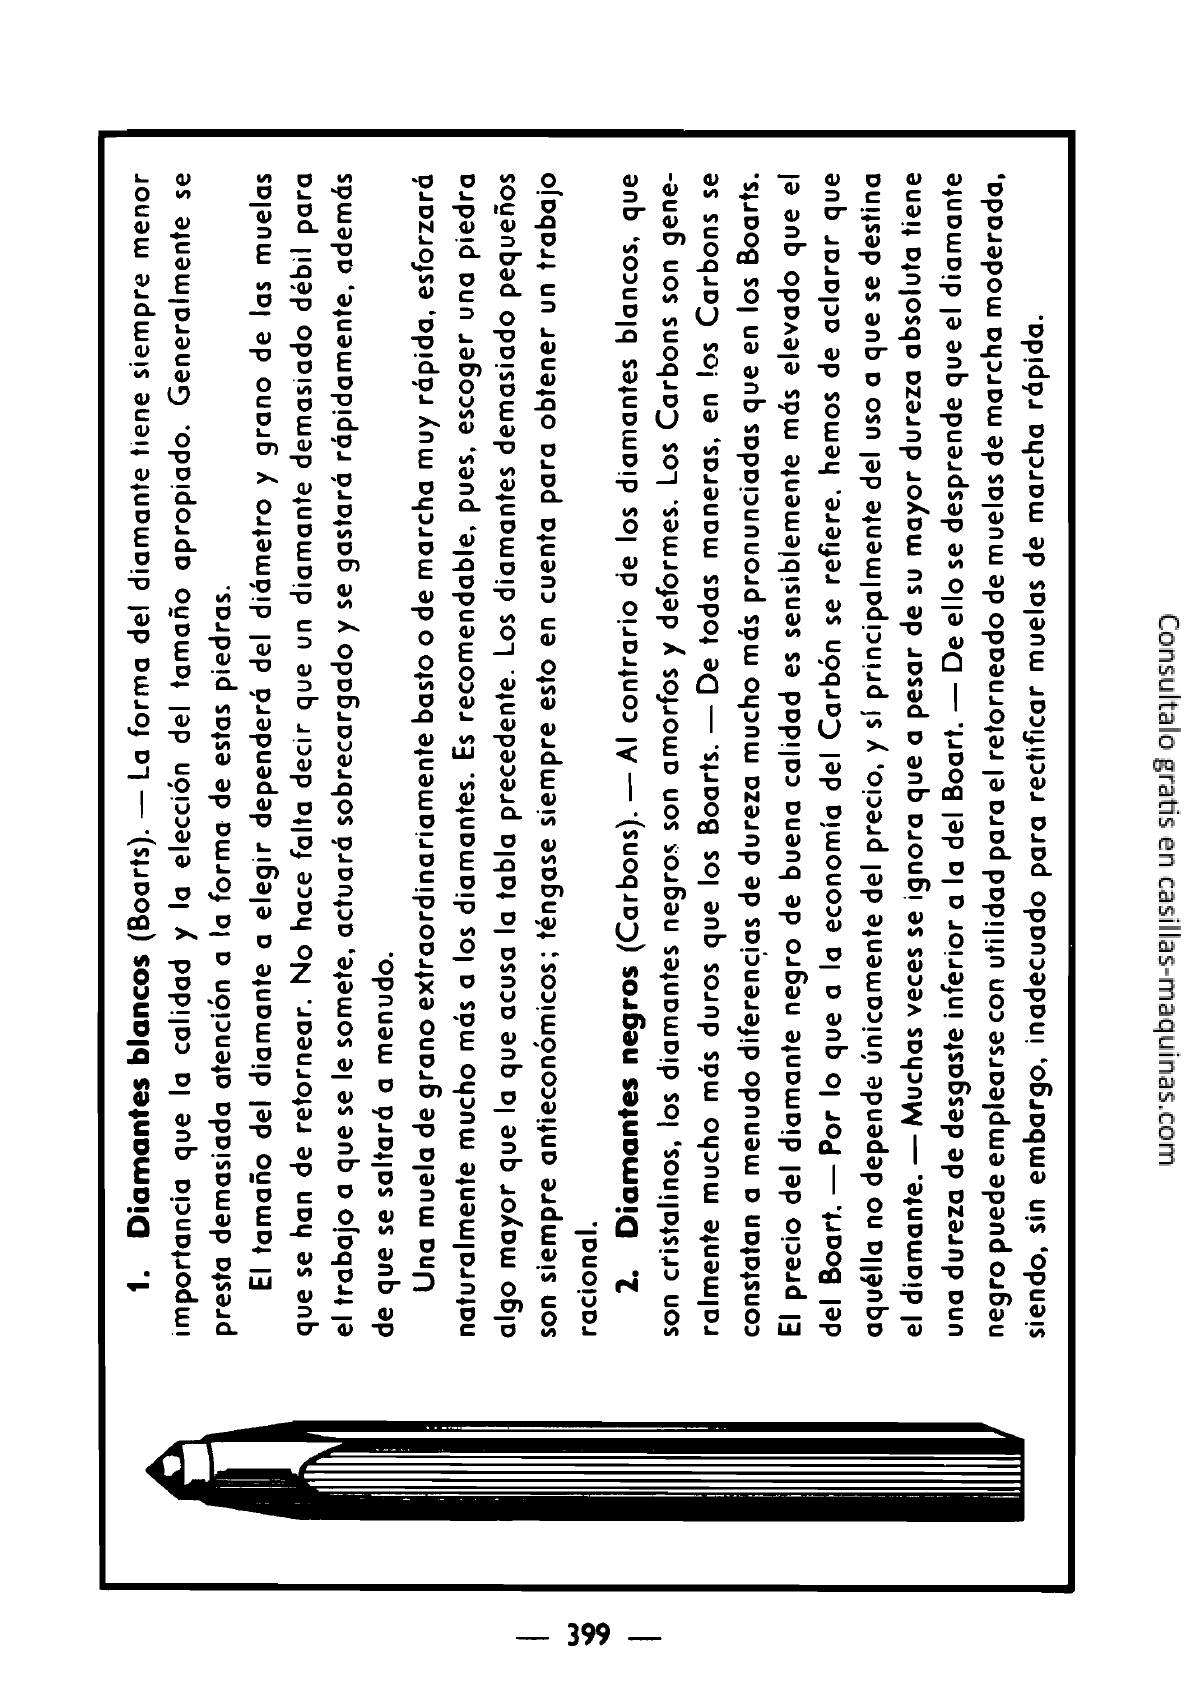 1. Diamantes blancos (Boarts). — La forma del diamante tiene siempre menor
importancia que la calidad y la elección del tamaño apropiado. Generalmente se
presta demasiada atención a la forma de estas piedras.
El tamaño del diamante a elegir dependerá del diámetro y grano de las muelas
que se han de retornear. No hace falta decir que un diamante demasiado débil para
el trabajo a que se le somete, actuará sobrecargado y se gastará rápidamente, además
de que se saltará a menudo.
Una muela de grano extraordinariamente basto o de marcha muy rápida, esforzará
naturalmente mucho más a los diamantes. Es recomendable, pues, escoger una piedra
algo mayor que la que acusa la tabla precedente. Los diamantes demasiado pequeños
son siempre antieconómicos; téngase siempre esto en cuenta para obtener un trabajo
racional.
2. Diamantes negros (Carbons). — Al contrario de los diamantes blancos, que
son cristalinos, los diamantes negros son amorfos y deformes. Los Carbons son gene-
ralmente mucho más duros que los Boarts. — De todas maneras, en los Carbons se
constatan a menudo diferencias de dureza mucho más pronunciadas que en los Boarts.
El precio del diamante negro de buena calidad es sensiblemente más elevado que el
del Boart. — Por lo que a la economía del Carbón se refiere. hemos de aclarar que
aquélla no depende únicamente del precio, y sí principalmente del uso a que se destina
el diamante. — Muchas veces se ignora que a pesar de su mayor dureza absoluta tiene
una dureza de desgaste inferior a la del Boart. — De ello se desprende que el diamante
negro puede emplearse con utilidad para el retorneado de muelas de marcha moderada,
siendo, sin embargo, inadecuado para rectificar muelas de marcha rápida.
— 399 —
Consultalo gratis en casillas-maquinas.com